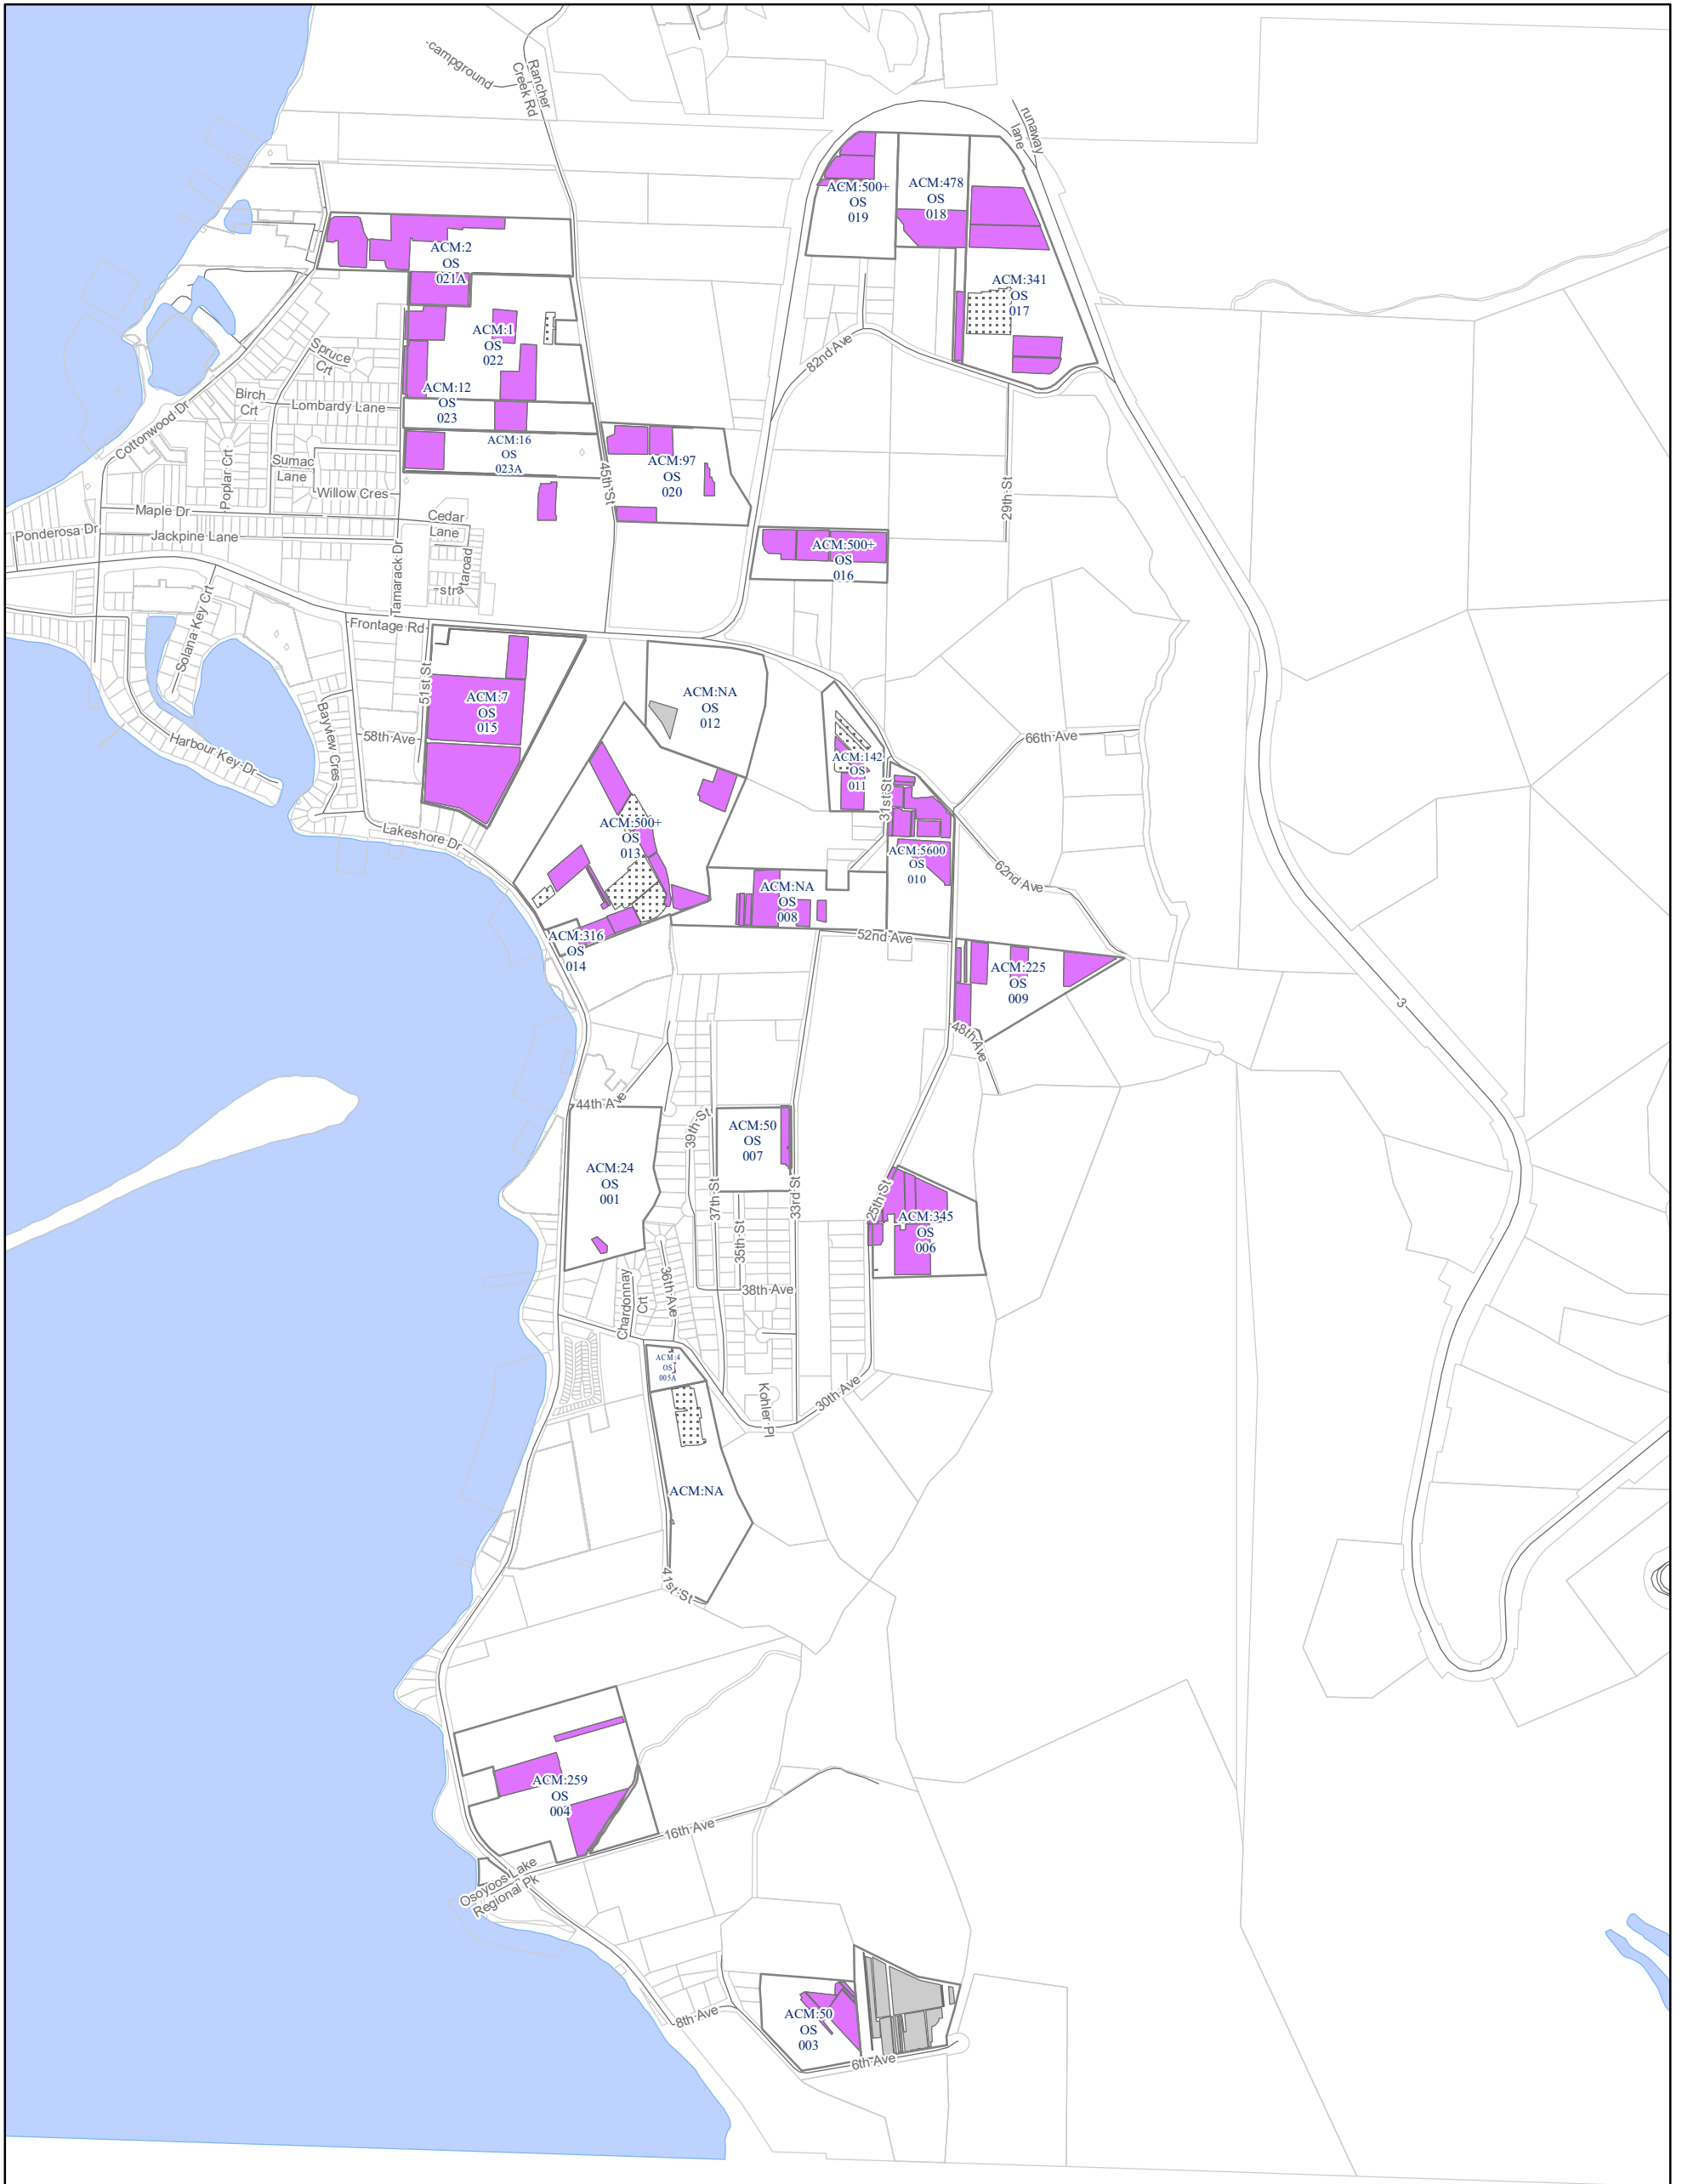 campground
Rancher
Creek Rd
runaway
lane
ACM:500+
OS
019
ACM:478
OS
018
ACM:341
OS
017
ACM:2
OS
021A
ACM:1
OS
022
ACM:12
OS
023
ACM:16
OS
023A
ACM:97
OS
020
82nd Ave
29th St
45th St
Spruce
Crt
Birch
Crt
Lombardy Lane
Cottonwood Dr
Poplar Crt
Sumac
Lane
Willow Cres
Maple Dr
Ponderosa Dr
Jackpine Lane
Cedar
Lane
Tamarack Dr
strataroad
ACM:500+
OS
016
Frontage Rd
Solana Key Crt
51st St
ACM:7
OS
015
ACM:NA
OS
012
58th Ave
Bayview Cres
Harbour Key Dr
Lakeshore Dr
66th Ave
ACM:142
OS
011
31st St
ACM:500+
OS
013
ACM:5600
OS
010
62nd Ave
ACM:NA
OS
008
52nd Ave
ACM:316
OS
014
ACM:225
OS
009
48th Ave
3
44th Ave
39th St
ACM:50
OS
007
ACM:24
OS
001
37th St
35th St
33rd St
25th St
ACM:345
OS
006
36th Ave
38th Ave
Chardonnay
Crt
ACM:4
OS
005A
Kohler Pl
30th Ave
ACM:NA
41st St
ACM:259
OS
004
16th Ave
Osoyoos Lake
Regional Pk
8th Ave
ACM:50
OS
003
6th Ave